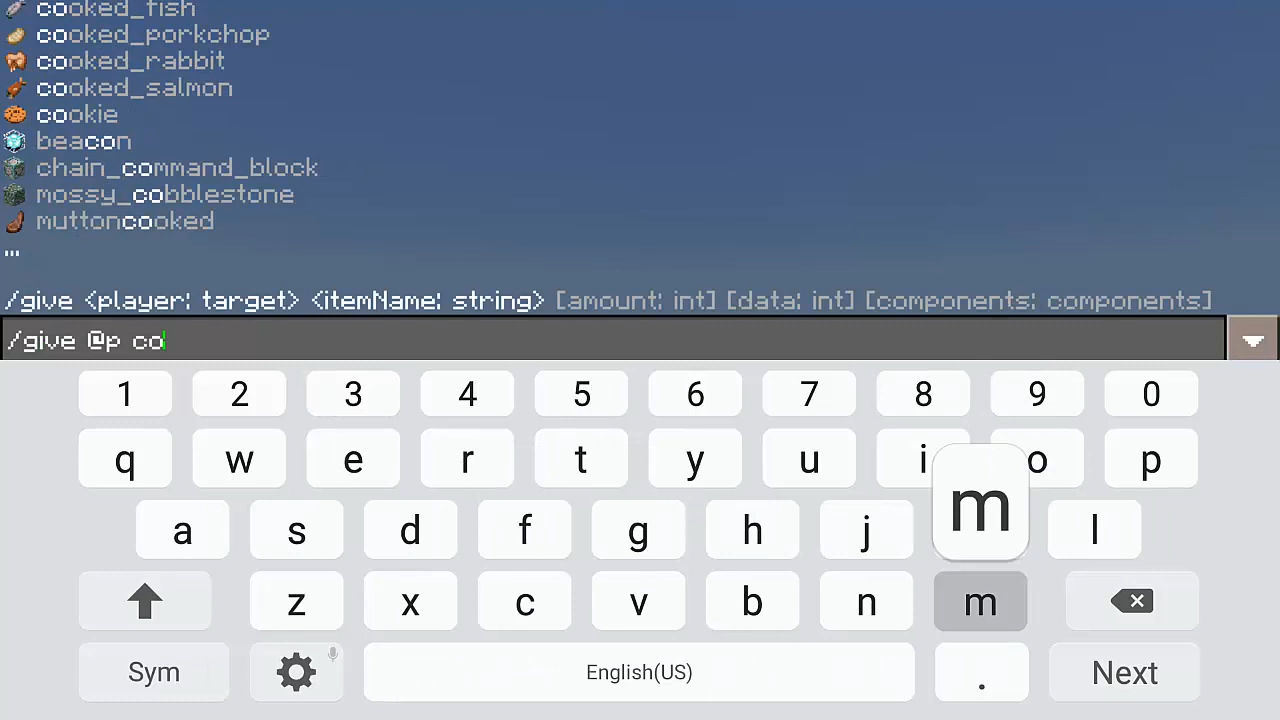 cooked_fish
cooked_porkchop
cooked_rabbit
cooked_salmon
cookie
beacon
chain_command_block
mossy_cobblestone
muttoncooked
...
/give <player: target> <itemName: string> [amount: int] [data: int] [components: components]
/give @p co
1 2 3 4 5 6 7 8 9 0
q w e r t y u i o p
a s d f g h j m l
z x c v b n m
Sym English(US) . Next